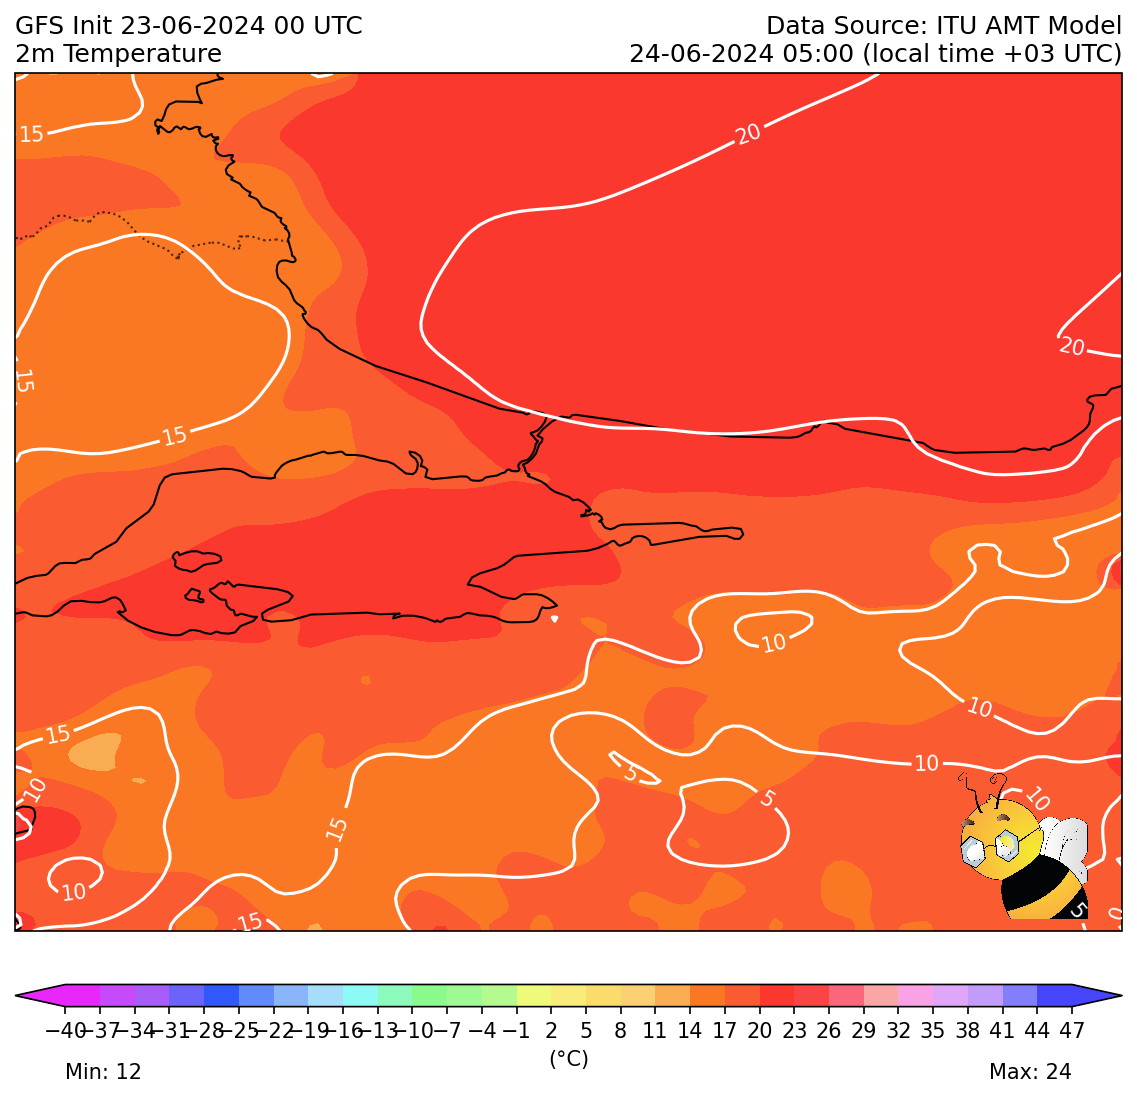 GFS Init 23-06-2024 00 UTC
Data Source: ITU AMT Model
2m Temperature
24-06-2024 05:00 (local time +03 UTC)
20
15
20
15
15
10
10
15
10
5
10
10
5
15
10
15
5
0
−40 −37 −34 −31 −28 −25 −22 −19 −16 −13 −10 −7 −4 −1 2 5 8 11 14 17 20 23 26 29 32 35 38 41 44 47
(°C)
Min: 12
Max: 24